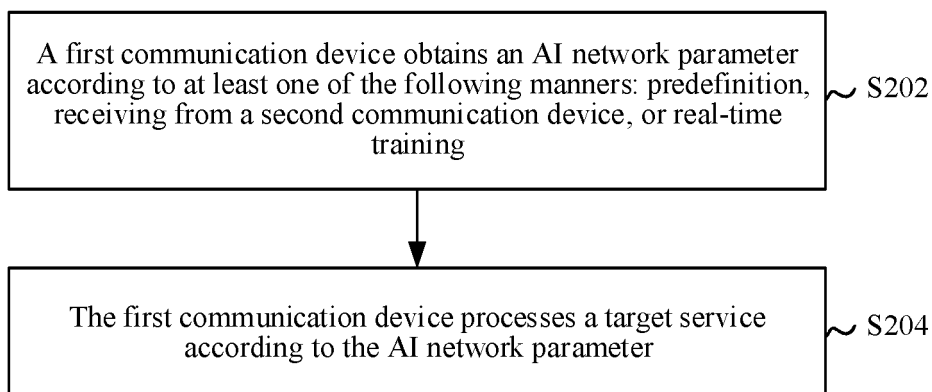 A first communication device obtains an AI network parameter
according to at least one of the following manners: predefinition,
receiving from a second communication device, or real-time
training
S202
The first communication device processes a target service
according to the AI network parameter
S204